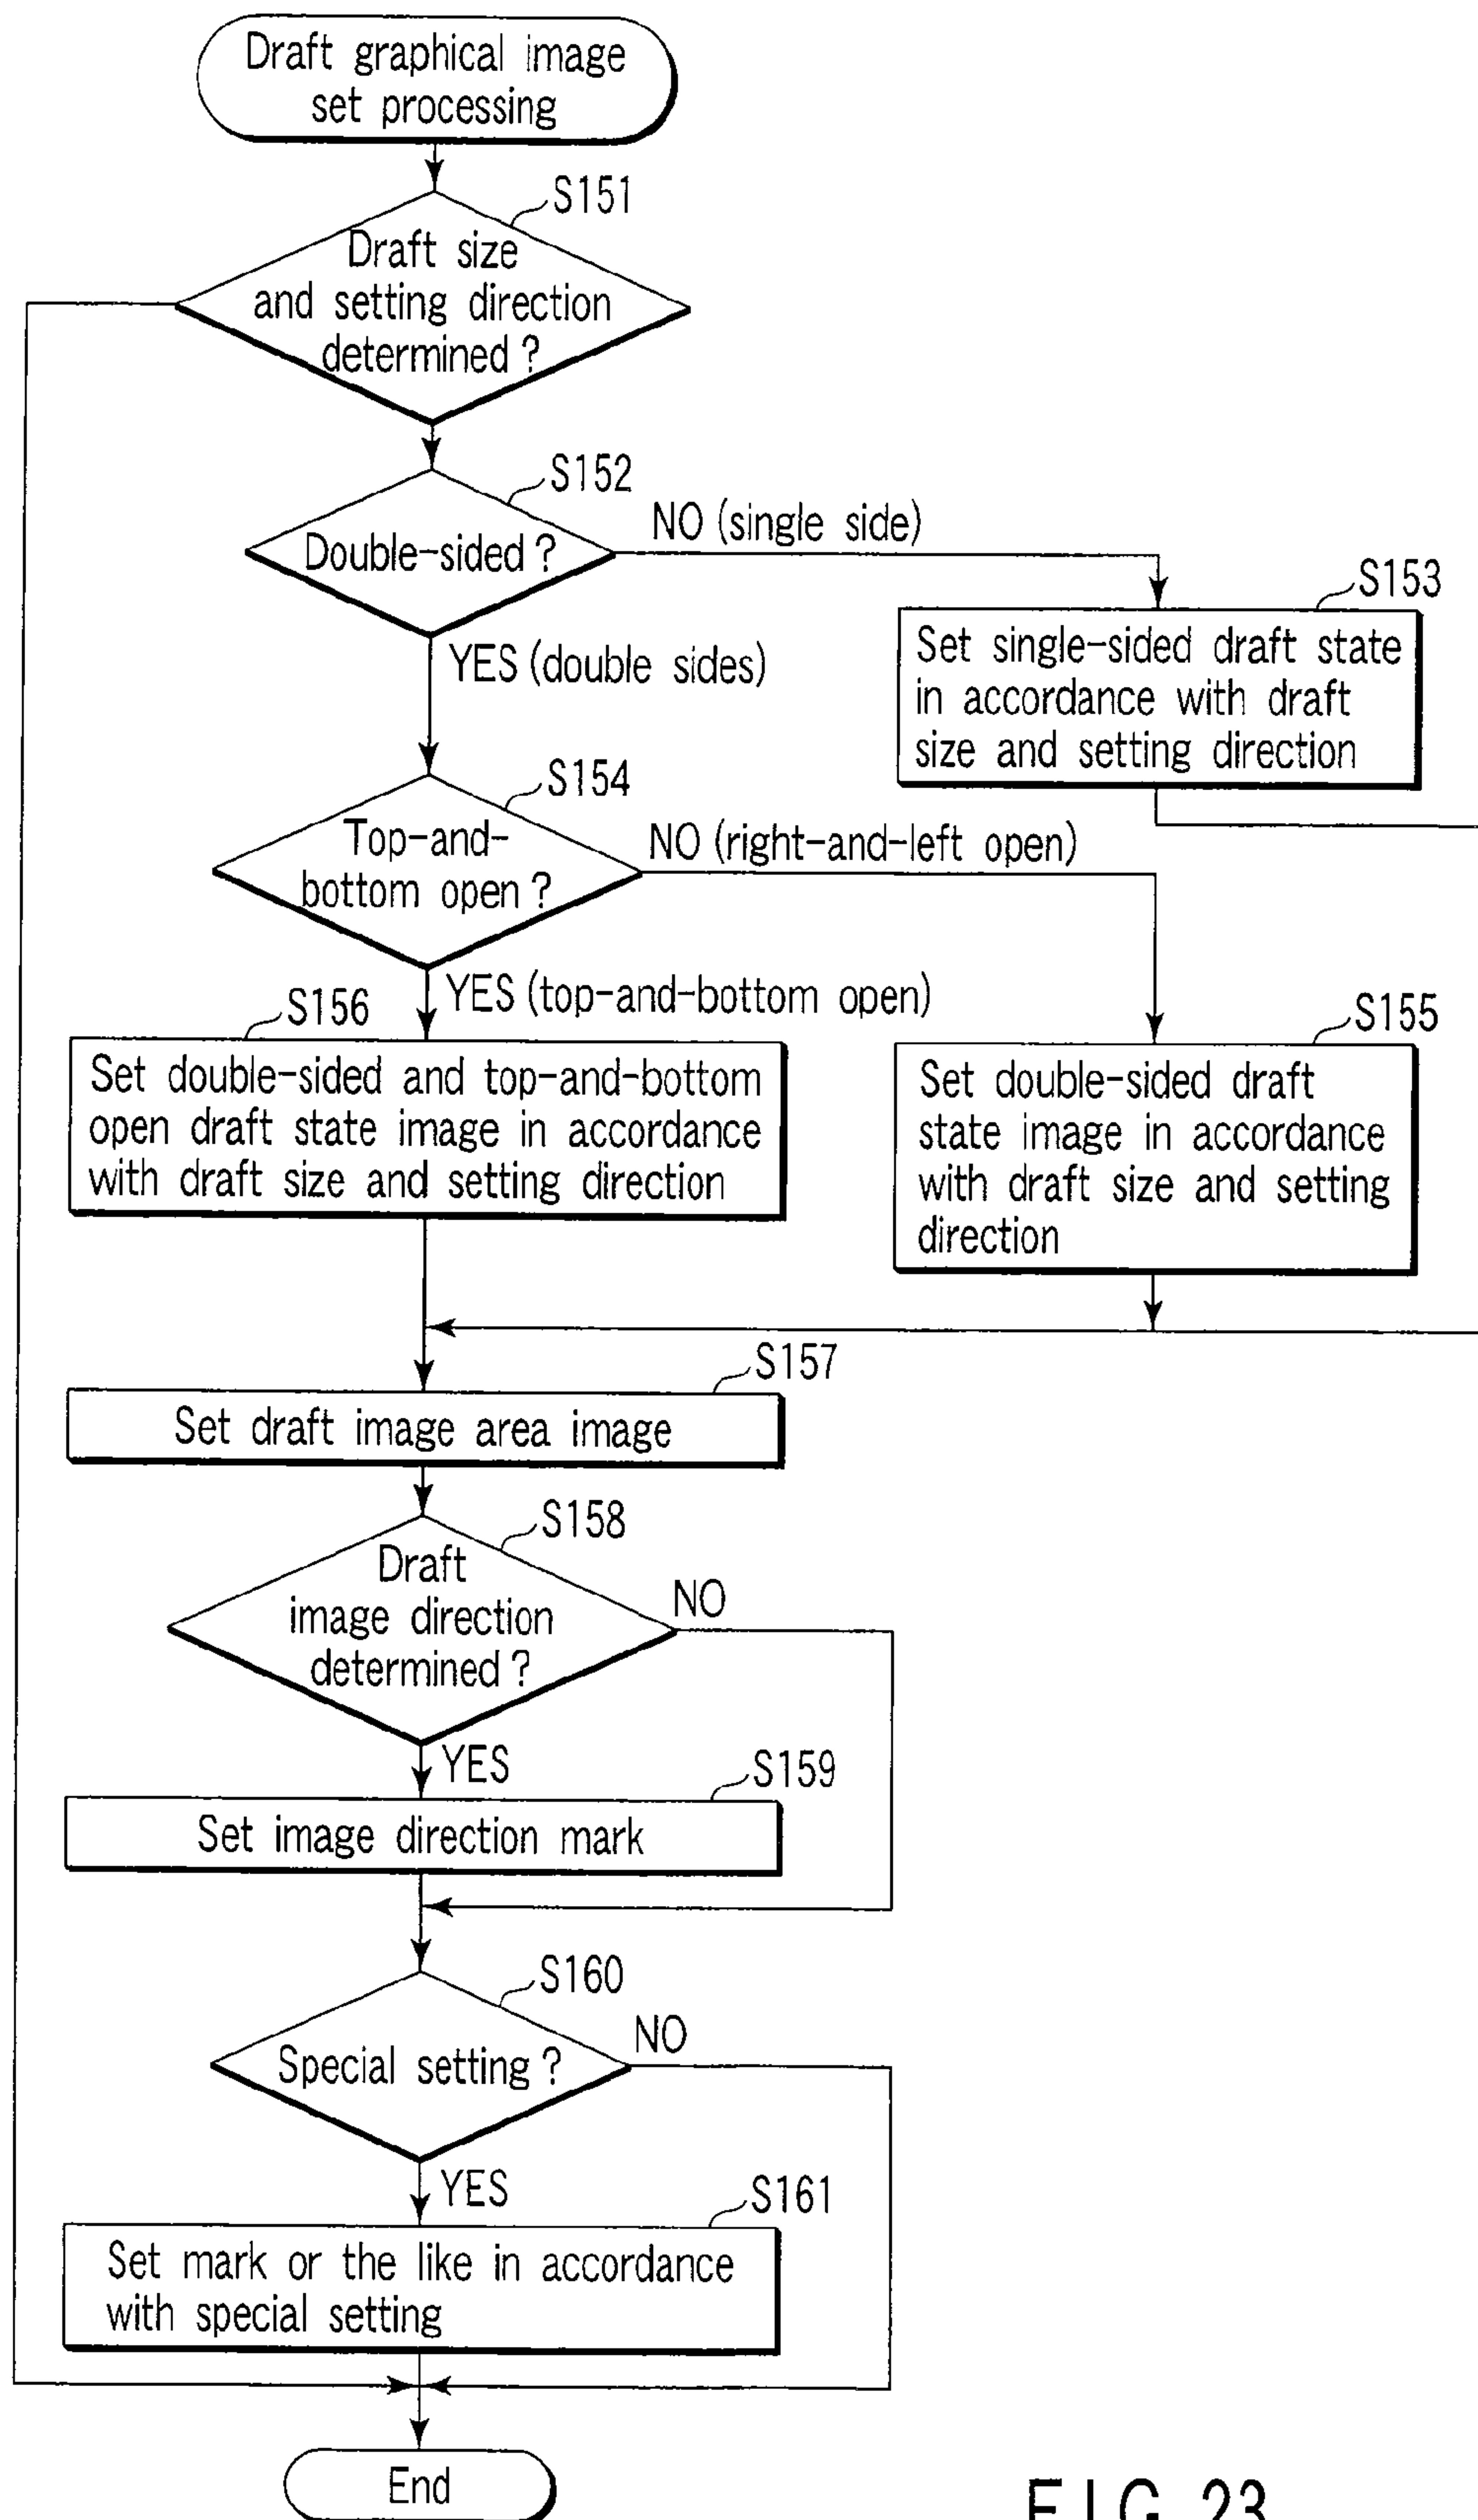 Draft graphical image
set processing
S151
Draft size
and setting direction
determined ?
S152
Double-sided ?
NO (single side)
YES (double sides)
S153
Set single-sided draft state
in accordance with draft
size and setting direction
S154
Top-and-
bottom open ?
NO (right-and-left open)
YES (top-and-bottom open)
S156
Set double-sided and top-and-bottom
open draft state image in accordance
with draft size and setting direction
S155
Set double-sided draft
state image in accordance
with draft size and setting
direction
S157
Set draft image area image
S158
Draft
image direction
determined ?
NO
YES
S159
Set image direction mark
S160
Special setting ?
NO
YES
S161
Set mark or the like in accordance
with special setting
End
FIG. 23